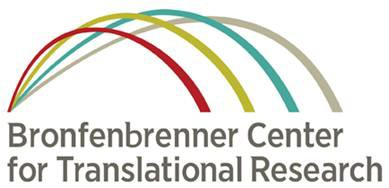 Bronfenbrenner Center
for Translational Research